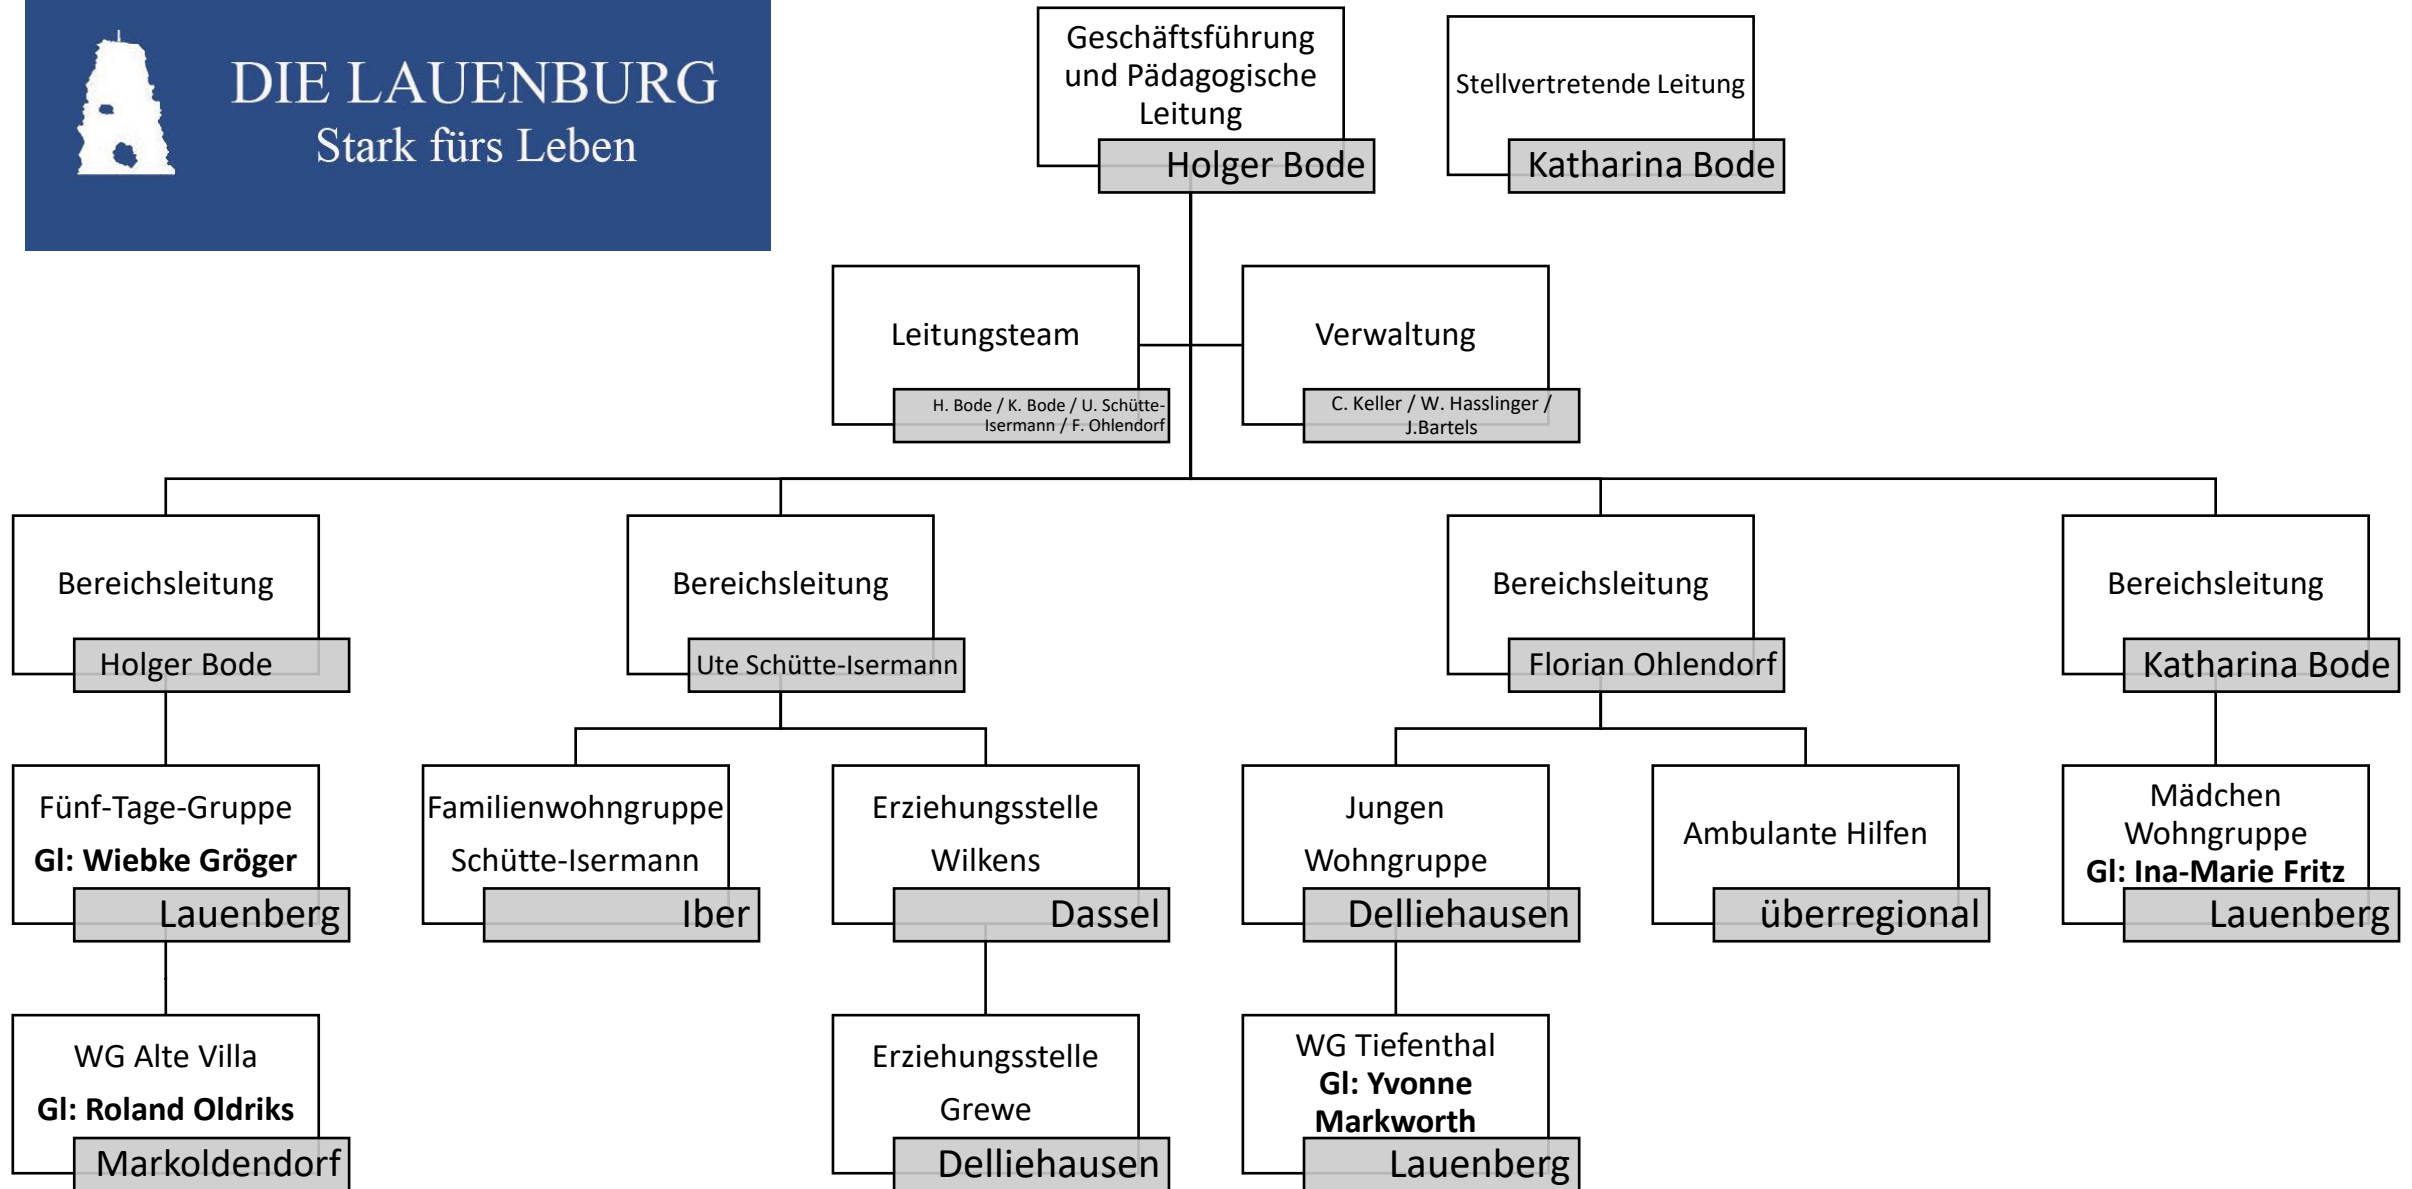 DIE LAUENBURG
Stark fürs Leben
Geschäftsführung
und Pädagogische
Leitung
Holger Bode
Stellvertretende Leitung
Katharina Bode
Leitungsteam
H. Bode / K. Bode / U. Schütte-
Isermann / F. Ohlendorf
Verwaltung
C. Keller / W. Hasslinger /
J.Bartels
Bereichsleitung
Holger Bode
Bereichsleitung
Ute Schütte-Isermann
Bereichsleitung
Florian Ohlendorf
Bereichsleitung
Katharina Bode
Fünf-Tage-Gruppe
Gl: Wiebke Gröger
Lauenberg
Familienwohngruppe
Schütte-Isermann
Iber
Erziehungsstelle
Wilkens
Dassel
Jungen
Wohngruppe
Delliehausen
Ambulante Hilfen
überregional
Mädchen
Wohngruppe
Gl: Ina-Marie Fritz
Lauenberg
WG Alte Villa
Gl: Roland Oldriks
Markoldendorf
Erziehungsstelle
Grewe
Delliehausen
WG Tiefenthal
Gl: Yvonne
Markworth
Lauenberg